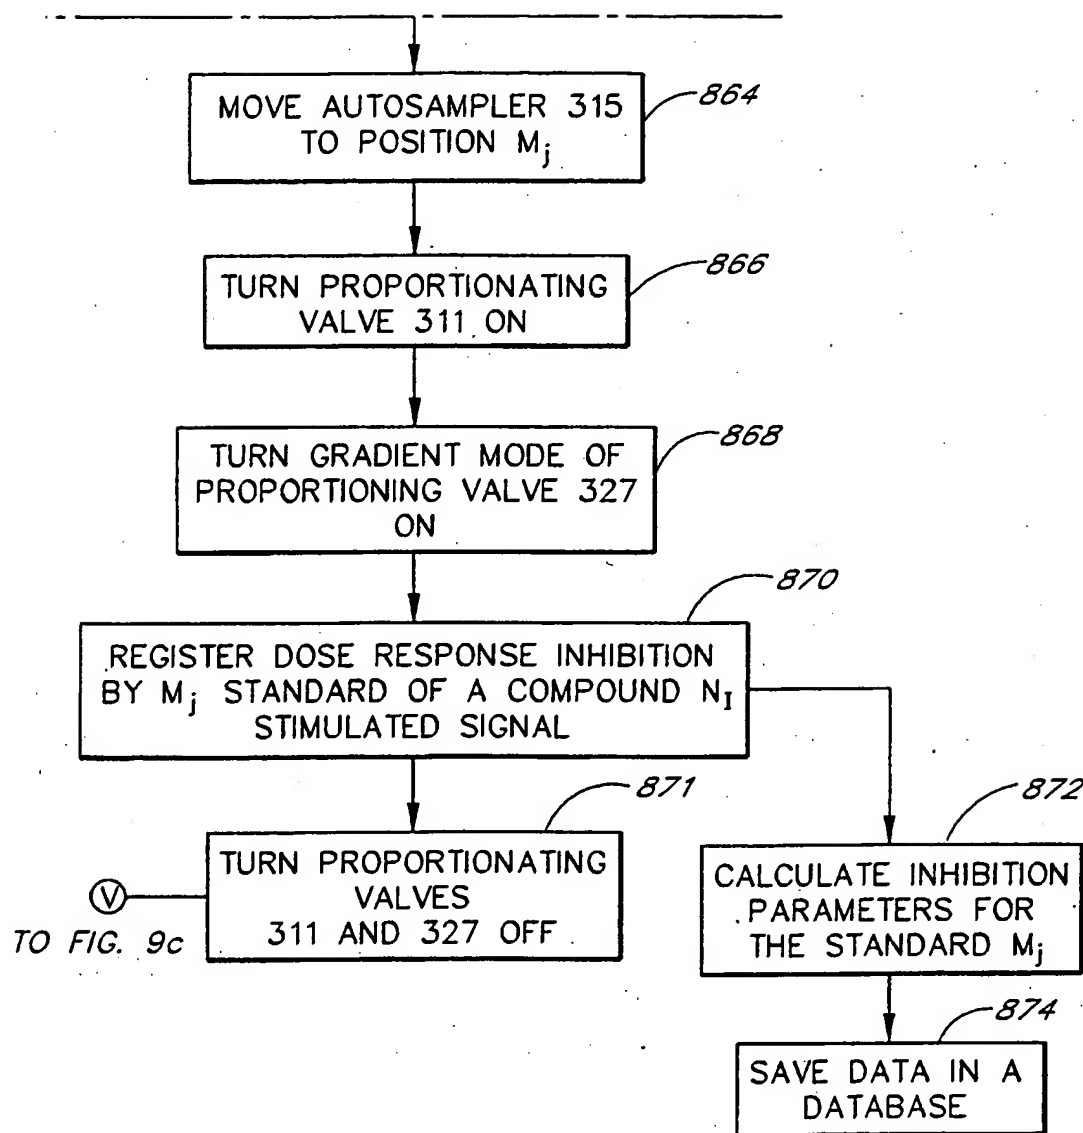 MOVE AUTOSAMPLER 315
TO POSITION Mj
864
TURN PROPORTIONATING
VALVE 311 ON
866
TURN GRADIENT MODE OF
PROPORTIONING VALVE 327
ON
868
REGISTER DOSE RESPONSE INHIBITION
BY Mj STANDARD OF A COMPOUND NI
STIMULATED SIGNAL
870
TURN PROPORTIONATING
VALVES
311 AND 327 OFF
871
V
TO FIG. 9c
CALCULATE INHIBITION
PARAMETERS FOR
THE STANDARD Mj
872
SAVE DATA IN A
DATABASE
874